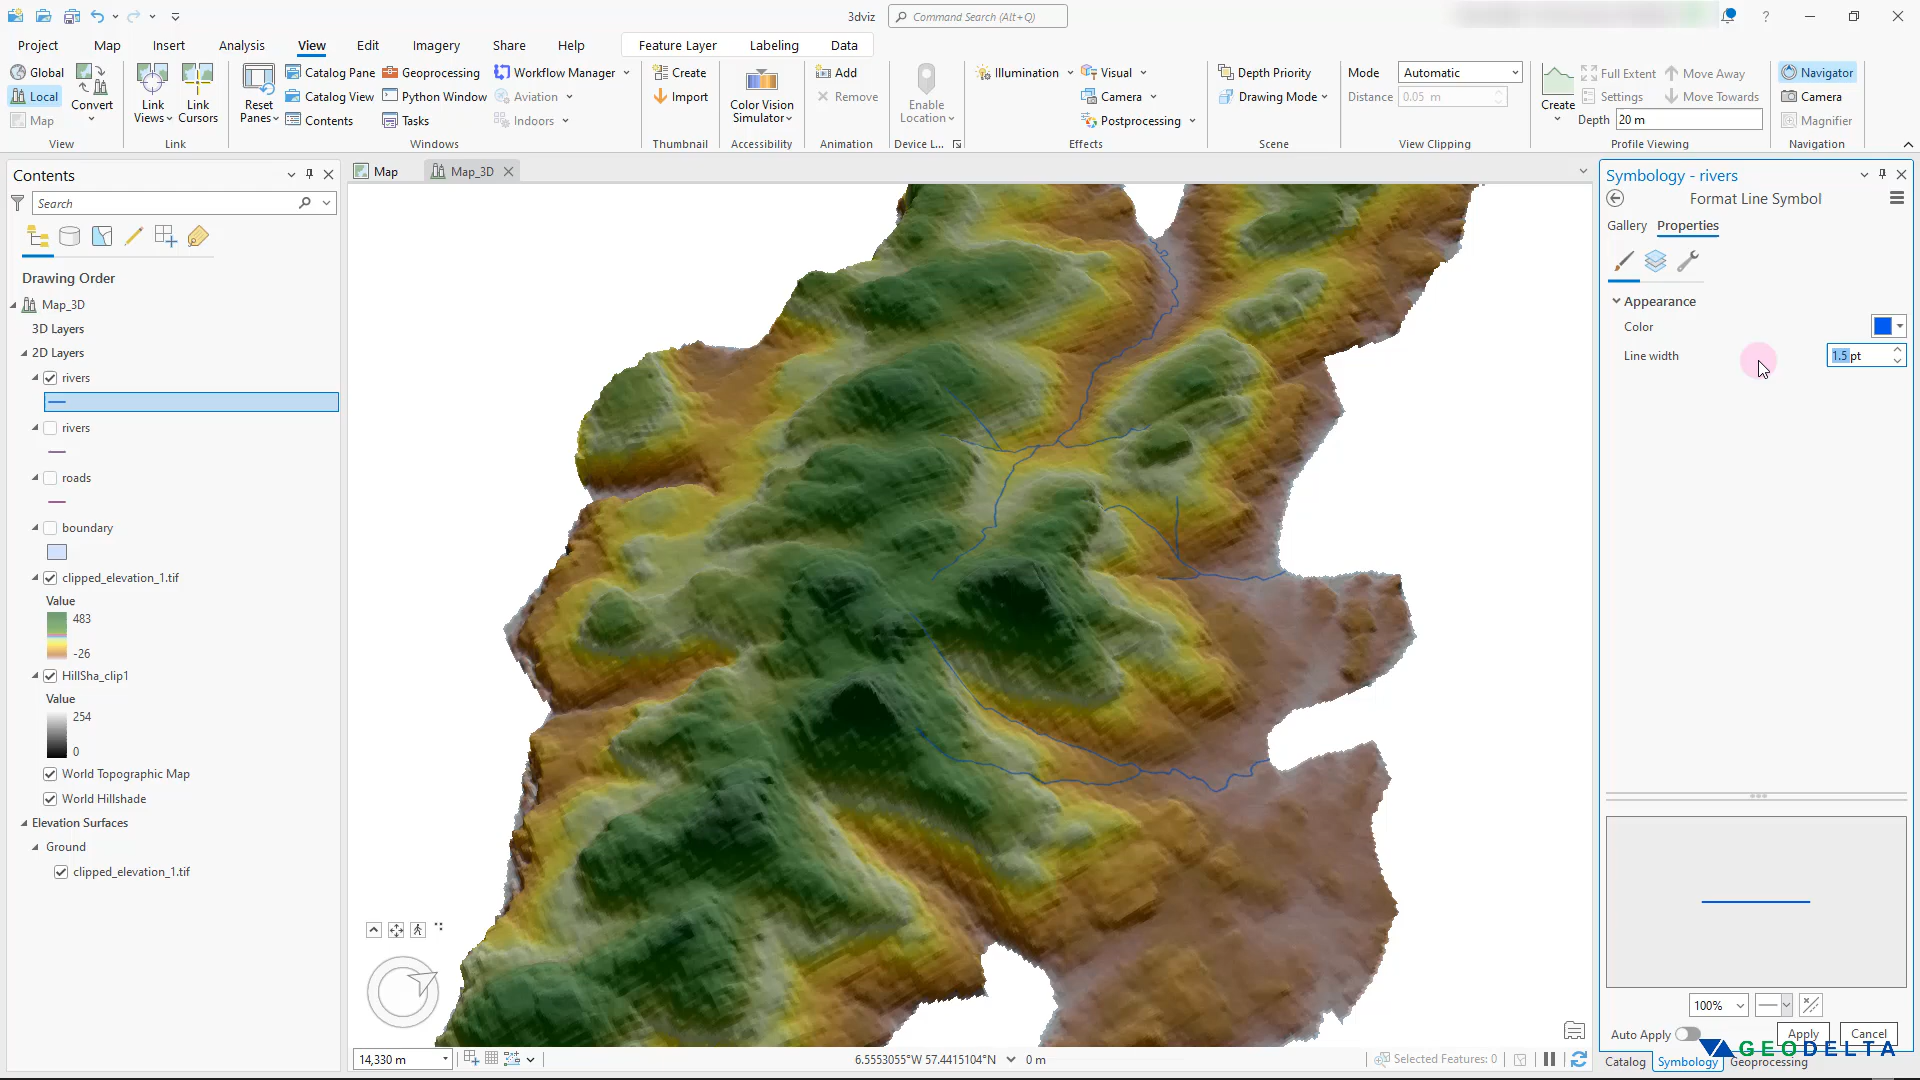 3dviz
Command Search (Alt+Q)
?
Project
Map
Insert
Analysis
View
Edit
Imagery
Share
Help
Feature Layer
Labeling
Data
Global
Local
Map
Convert
View
Link Views
Link Cursors
Link
Reset Panes
Catalog Pane
Catalog View
Contents
Geoprocessing
Python Window
Tasks
Workflow Manager
Aviation
Indoors
Windows
Create
Import
Thumbnail
Color Vision Simulator
Accessibility
Add
Remove
Animation
Enable Location
Device L...
Illumination
Visual
Camera
Postprocessing
Effects
Depth Priority
Drawing Mode
Scene
Mode
Automatic
Distance
0.05 m
View Clipping
Create
Full Extent
Settings
Move Away
Move Towards
Depth
20 m
Profile Viewing
Navigator
Camera
Magnifier
Navigation
Contents
Search
Drawing Order
Map_3D
3D Layers
2D Layers
rivers
rivers
roads
boundary
clipped_elevation_1.tif
Value
483
-26
HillSha_clip1
Value
254
0
World Topographic Map
World Hillshade
Elevation Surfaces
Ground
clipped_elevation_1.tif
Map
Map_3D
14,330 m
6.5553055°W 57.4415104°N
0 m
Selected Features: 0
Symbology - rivers
Format Line Symbol
Gallery
Properties
Appearance
Color
Line width
1.5 pt
100%
Auto Apply
Apply
Cancel
GEODELTA
Catalog
Symbology
Geoprocessing